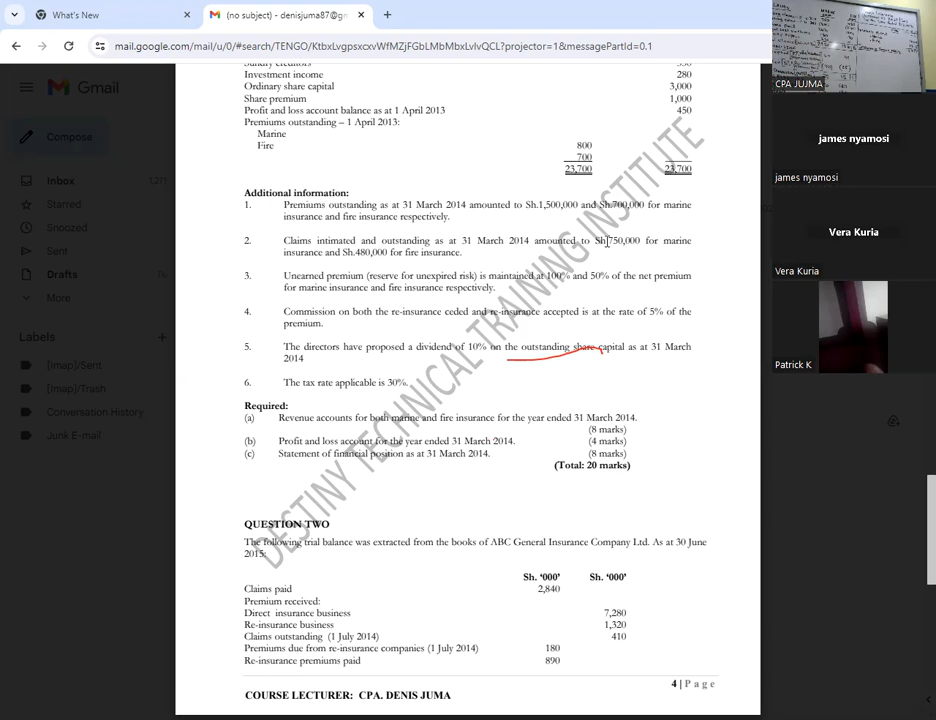 What's New
(no subject) - denisjuma87@gm
mail.google.com/mail/u/0/#search/TENGO/KtbxLvgpsxcxvWfMZjFGbLMbMbxLvlvQCL?projector=1&messagePartId=0.1
Gmail
Compose
Inbox
Starred
Snoozed
Sent
Drafts
More
Labels
[Imap]/Sent
[Imap]/Trash
Conversation History
Junk E-mail
Investment income 280
Ordinary share capital 3,000
Share premium 1,000
Profit and loss account balance as at 1 April 2013 450
Premiums outstanding – 1 April 2013:
Marine
Fire 800
700
23,700 23,700
Additional information:
1. Premiums outstanding as at 31 March 2014 amounted to Sh.1,500,000 and Sh.700,000 for marine
insurance and fire insurance respectively.
2. Claims intimated and outstanding as at 31 March 2014 amounted to Sh.750,000 for marine
insurance and Sh.480,000 for fire insurance.
3. Unearned premium (reserve for unexpired risk) is maintained at 100% and 50% of the net premium
for marine insurance and fire insurance respectively.
4. Commission on both the re-insurance ceded and re-insurance accepted is at the rate of 5% of the
premium.
5. The directors have proposed a dividend of 10% on the outstanding share capital as at 31 March
2014
6. The tax rate applicable is 30%.
Required:
(a) Revenue accounts for both marine and fire insurance for the year ended 31 March 2014.
(8 marks)
(b) Profit and loss account for the year ended 31 March 2014. (4 marks)
(c) Statement of financial position as at 31 March 2014. (8 marks)
(Total: 20 marks)
DESTINY TECHNICAL TRAINING INSTITUTE
QUESTION TWO
The following trial balance was extracted from the books of ABC General Insurance Company Ltd. As at 30 June
2015:
Sh. ‘000’ Sh. ‘000’
Claims paid 2,840
Premium received:
Direct insurance business 7,280
Re-insurance business 1,320
Claims outstanding (1 July 2014) 410
Premiums due from re-insurance companies (1 July 2014) 180
Re-insurance premiums paid 890
4 | Page
COURSE LECTURER: CPA. DENIS JUMA
CPA JUJMA
james nyamosi
james nyamosi
Vera Kuria
Vera Kuria
Patrick K